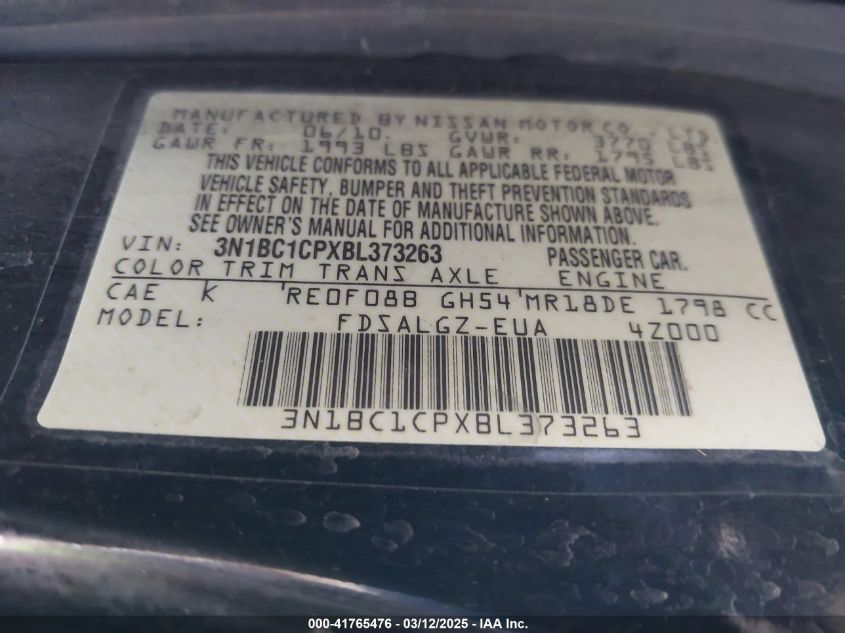 MANUFACTURED BY NISSAN MOTOR CO., LTD.
DATE: 06/10. GVWR: 3770 LBS
GAWR FR: 1993 LBS GAWR RR: 1795 LBS
THIS VEHICLE CONFORMS TO ALL APPLICABLE FEDERAL MOTOR
VEHICLE SAFETY, BUMPER AND THEFT PREVENTION STANDARDS
IN EFFECT ON THE DATE OF MANUFACTURE SHOWN ABOVE.
SEE OWNER'S MANUAL FOR ADDITIONAL INFORMATION.
VIN: 3N1BC1CPXBL373263 PASSENGER CAR.
COLOR TRIM TRANS AXLE ENGINE
CAE K 'RE0F08B GH54'MR18DE 1798 CC
MODEL: FDSALGZ-EUA 4Z000
3N1BC1CPXBL373263
000-41765476 - 03/12/2025 - IAA Inc.